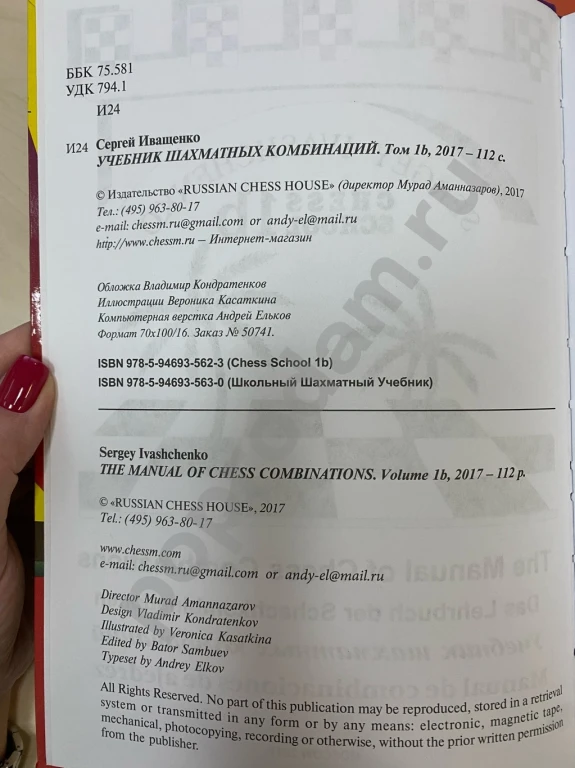 ББК 75.581
УДК 794.1
И24
И24 Сергей Иващенко
УЧЕБНИК ШАХМАТНЫХ КОМБИНАЦИЙ. Том 1b, 2017 – 112 с.
© Издательство «RUSSIAN CHESS HOUSE» (директор Мурад Аманназаров), 2017
Тел.: (495) 963-80-17
e-mail: chessm.ru@gmail.com or andy-el@mail.ru
http://www.chessm.ru – Интернет-магазин
Обложка Владимир Кондратенков
Иллюстрации Вероника Касаткина
Компьютерная верстка Андрей Ельков
Формат 70x100/16. Заказ № 50741.
ISBN 978-5-94693-562-3 (Chess School 1b)
ISBN 978-5-94693-563-0 (Школьный Шахматный Учебник)
Sergey Ivashchenko
THE MANUAL OF CHESS COMBINATIONS. Volume 1b, 2017 – 112 p.
© «RUSSIAN CHESS HOUSE», 2017
Tel.: (495) 963-80-17
www.chessm.com
e-mail: chessm.ru@gmail.com or andy-el@mail.ru
Director Murad Amannazarov
Design Vladimir Kondratenkov
Illustrated by Veronica Kasatkina
Edited by Bator Sambuev
Typeset by Andrey Elkov
All Rights Reserved. No part of this publication may be reproduced, stored in a retrieval
system or transmitted in any form or by any means: electronic, magnetic tape,
mechanical, photocopying, recording or otherwise, without the prior written permission
from the publisher.